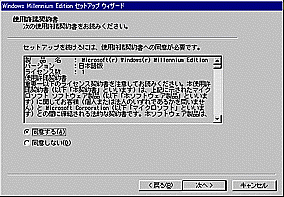 Windows Millennium Edition セットアップ ウィザード
使用許諾契約書
次の使用許諾契約書をお読みください。
セットアップを続けるには、使用許諾契約書への同意が必要です。
製 品 名 : Microsoft(r) Windows(r) Millennium Edition
バージョン : 日本語版
ライセンス数 : 1
使用許諾契約書
以下のライセンス契約書を注意してお読みください。本使用許
諾契約書（以下「本契約書」といいます）は、上記に示されたマイク
ロソフト ソフトウェア製品（以下「本ソフトウェア製品」といいま
す）に関してお客様（個人または法人のいずれであるかを問いませ
ん）と Microsoft Corporation（以下「マイクロソフト」といいま
す）との間に締結される法的な契約書です。本ソフトウェア製品は、
同意する(A)
同意しない(D)
< 戻る(B)
次へ >
キャンセル